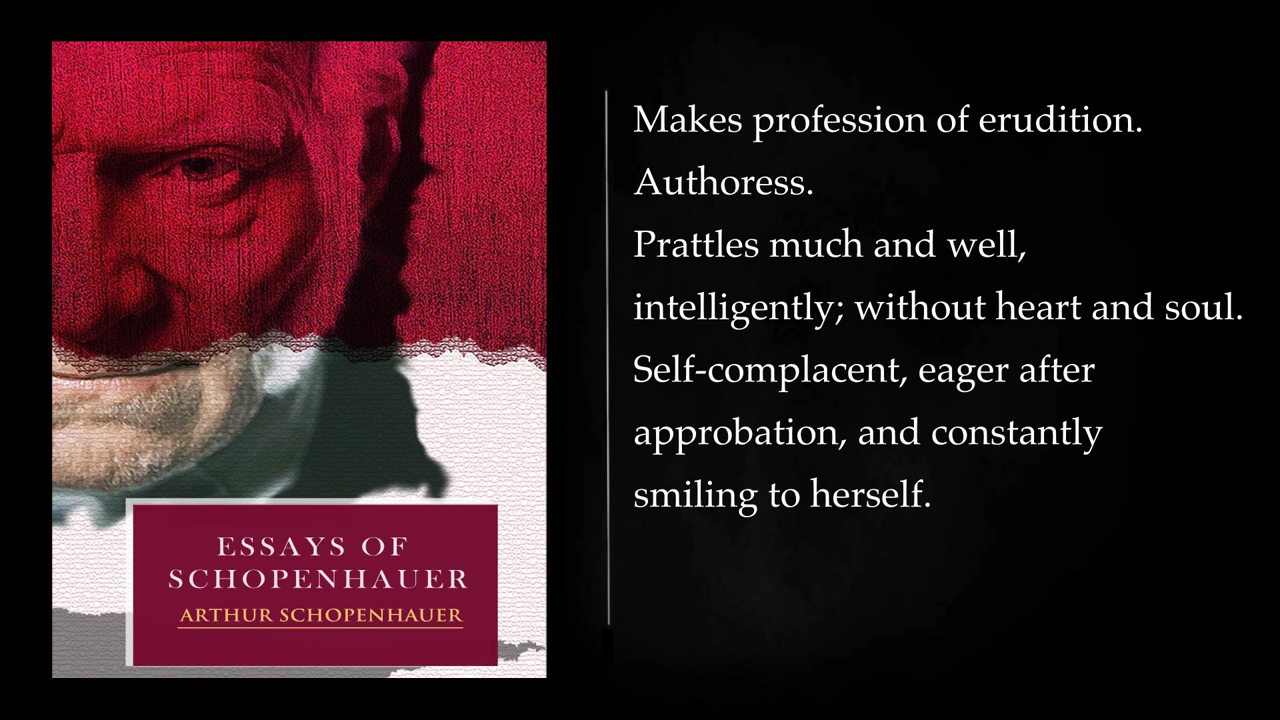 ESSAYS OF
SCHOPENHAUER
ARTHUR SCHOPENHAUER
Makes profession of erudition.
Authoress.
Prattles much and well,
intelligently; without heart and soul.
Self-complacent, eager after
approbation, and constantly
smiling to herself.